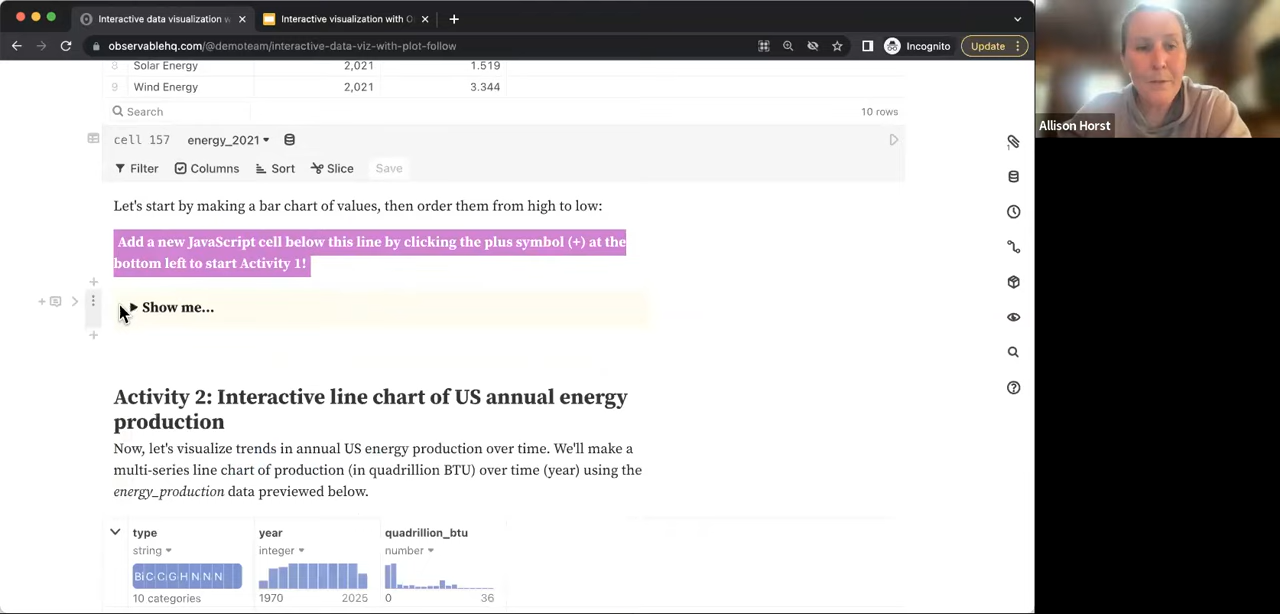 Interactive data visualization w
Interactive visualization with O
observablehq.com/@demoteam/interactive-data-viz-with-plot-follow
Incognito
Update
Allison Horst
8 Solar Energy 2,021 1.519
9 Wind Energy 2,021 3.344
Search
10 rows
cell 157 energy_2021
Filter Columns Sort Slice Save
Let's start by making a bar chart of values, then order them from high to low:
Add a new JavaScript cell below this line by clicking the plus symbol (+) at the
bottom left to start Activity 1!
Show me...
Activity 2: Interactive line chart of US annual energy
production
Now, let's visualize trends in annual US energy production over time. We'll make a
multi-series line chart of production (in quadrillion BTU) over time (year) using the
energy_production data previewed below.
type year quadrillion_btu
string integer number
Bi C C G H N N N
10 categories 1970 2025 0 36